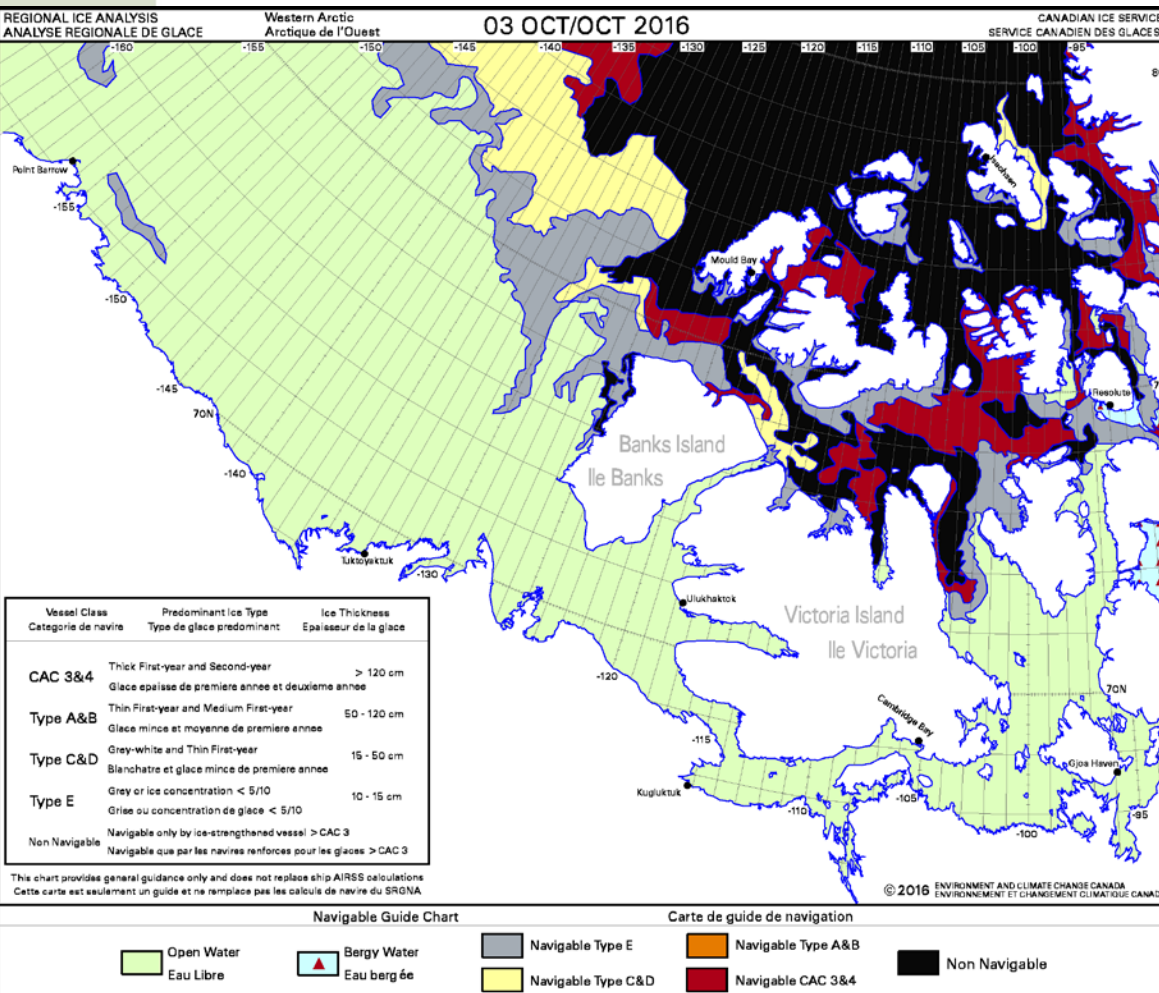 REGIONAL ICE ANALYSIS
ANALYSE REGIONALE DE GLACE
Western Arctic
Arctique de l'Ouest
03 OCT/OCT 2016
CANADIAN ICE SERVICE
SERVICE CANADIEN DES GLACES
-160 -155 -150 -145 -140 -135 -130 -125 -120 -115 -110 -105 -100 -95
Point Barrow
-155
Isachsen
Mould Bay
-150
-145
70N
Resolute
Banks Island
Ile Banks
-140
Tuktoyaktuk
-130
Ulukhaktok
Victoria Island
Ile Victoria
-120
70N
Cambridge Bay
-115
Gjoa Haven
Kugluktuk
-110
-105
-100
-95
Vessel Class Predominant Ice Type Ice Thickness
Categorie de navire Type de glace predominant Epaisseur de la glace
CAC 3&4 Thick First-year and Second-year > 120 cm
Glace epaisse de premiere annee et deuxieme annee
Type A&B Thin First-year and Medium First-year 50 - 120 cm
Glace mince et moyenne de premiere annee
Type C&D Grey-white and Thin First-year 15 - 50 cm
Blanchatre et glace mince de premiere annee
Type E Grey or ice concentration < 5/10 10 - 15 cm
Grise ou concentration de glace < 5/10
Non Navigable Navigable only by ice-strengthened vessel > CAC 3
Navigable que par les navires renforces pour les glaces > CAC 3
This chart provides general guidance only and does not replace ship AIRSS calculations
Cette carte est seulement un guide et ne remplace pas les calculs de navire du SRGNA
© 2016 ENVIRONMENT AND CLIMATE CHANGE CANADA
ENVIRONNEMENT ET CHANGEMENT CLIMATIQUE CANAD
Navigable Guide Chart
Carte de guide de navigation
Open Water
Eau Libre
Bergy Water
Eau bergée
Navigable Type E
Navigable Type C&D
Navigable Type A&B
Navigable CAC 3&4
Non Navigable